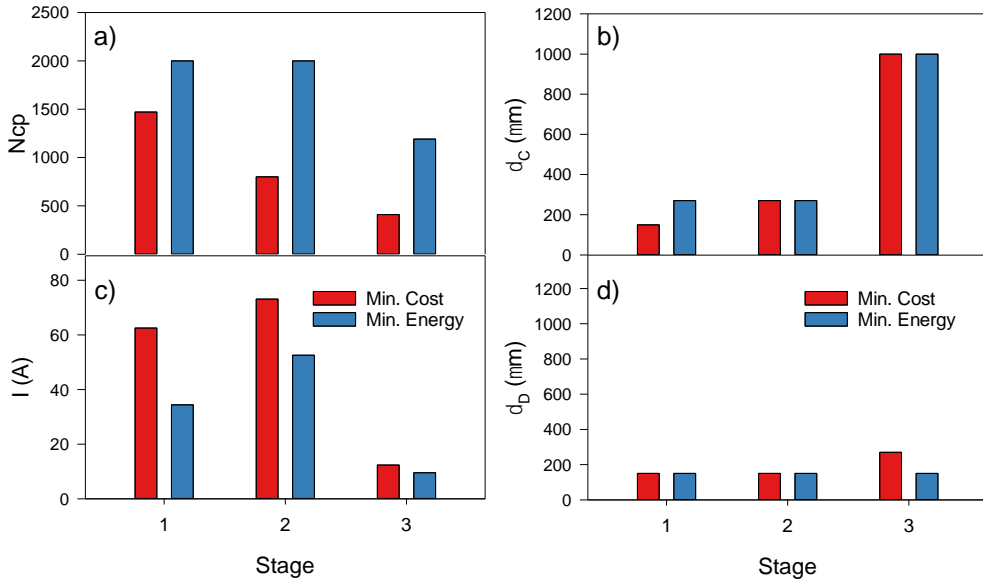 a)
2500
2000
1500
1000
500
0
Ncp
b)
1200
1000
800
600
400
200
0
dC (mm)
c)
80
60
40
20
0
I (A)
Min. Cost
Min. Energy
1 2 3
Stage
d)
1200
1000
800
600
400
200
0
dD (mm)
Min. Cost
Min. Energy
1 2 3
Stage